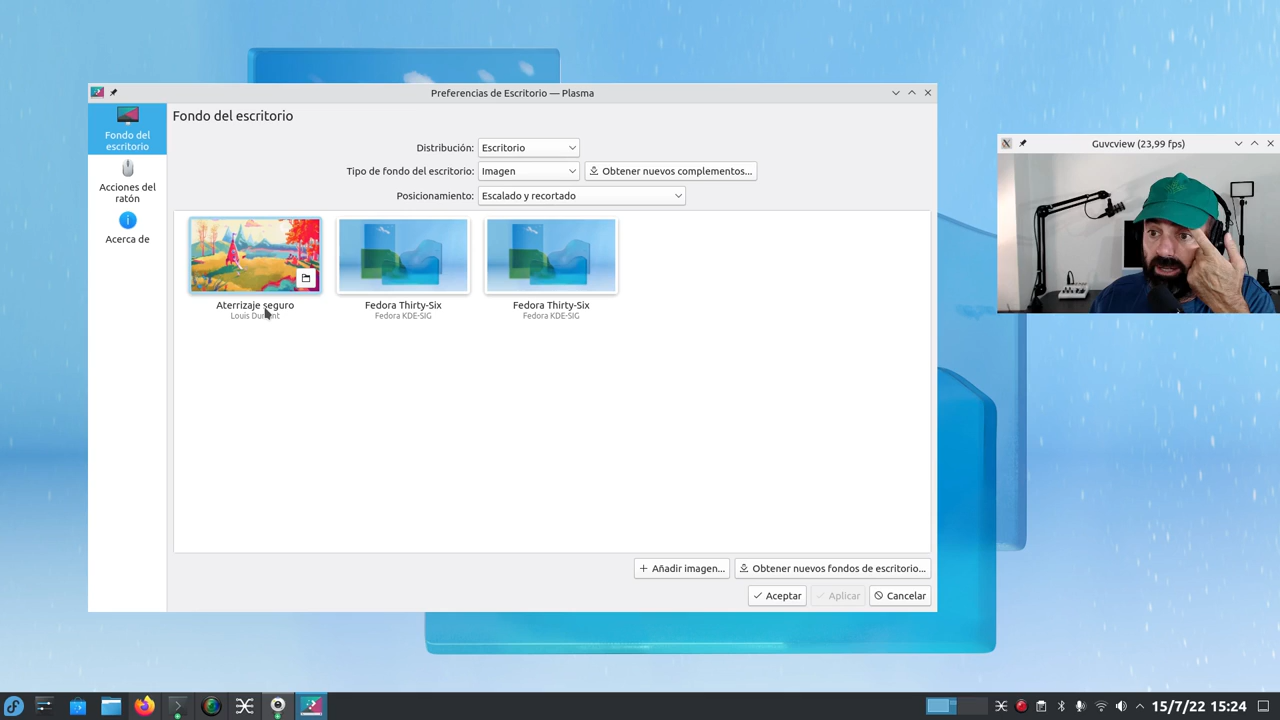 Preferencias de Escritorio — Plasma
Fondo del escritorio
Acciones del ratón
Acerca de
Fondo del escritorio
Distribución: Escritorio
Tipo de fondo del escritorio: Imagen Obtener nuevos complementos...
Posicionamiento: Escalado y recortado
Aterrizaje seguro
Fedora Thirty-Six
Fedora KDE-SIG
Fedora Thirty-Six
Fedora KDE-SIG
Añadir imagen... Obtener nuevos fondos de escritorio...
Aceptar Aplicar Cancelar
Guvcview (23,99 fps)
15/7/22 15:24